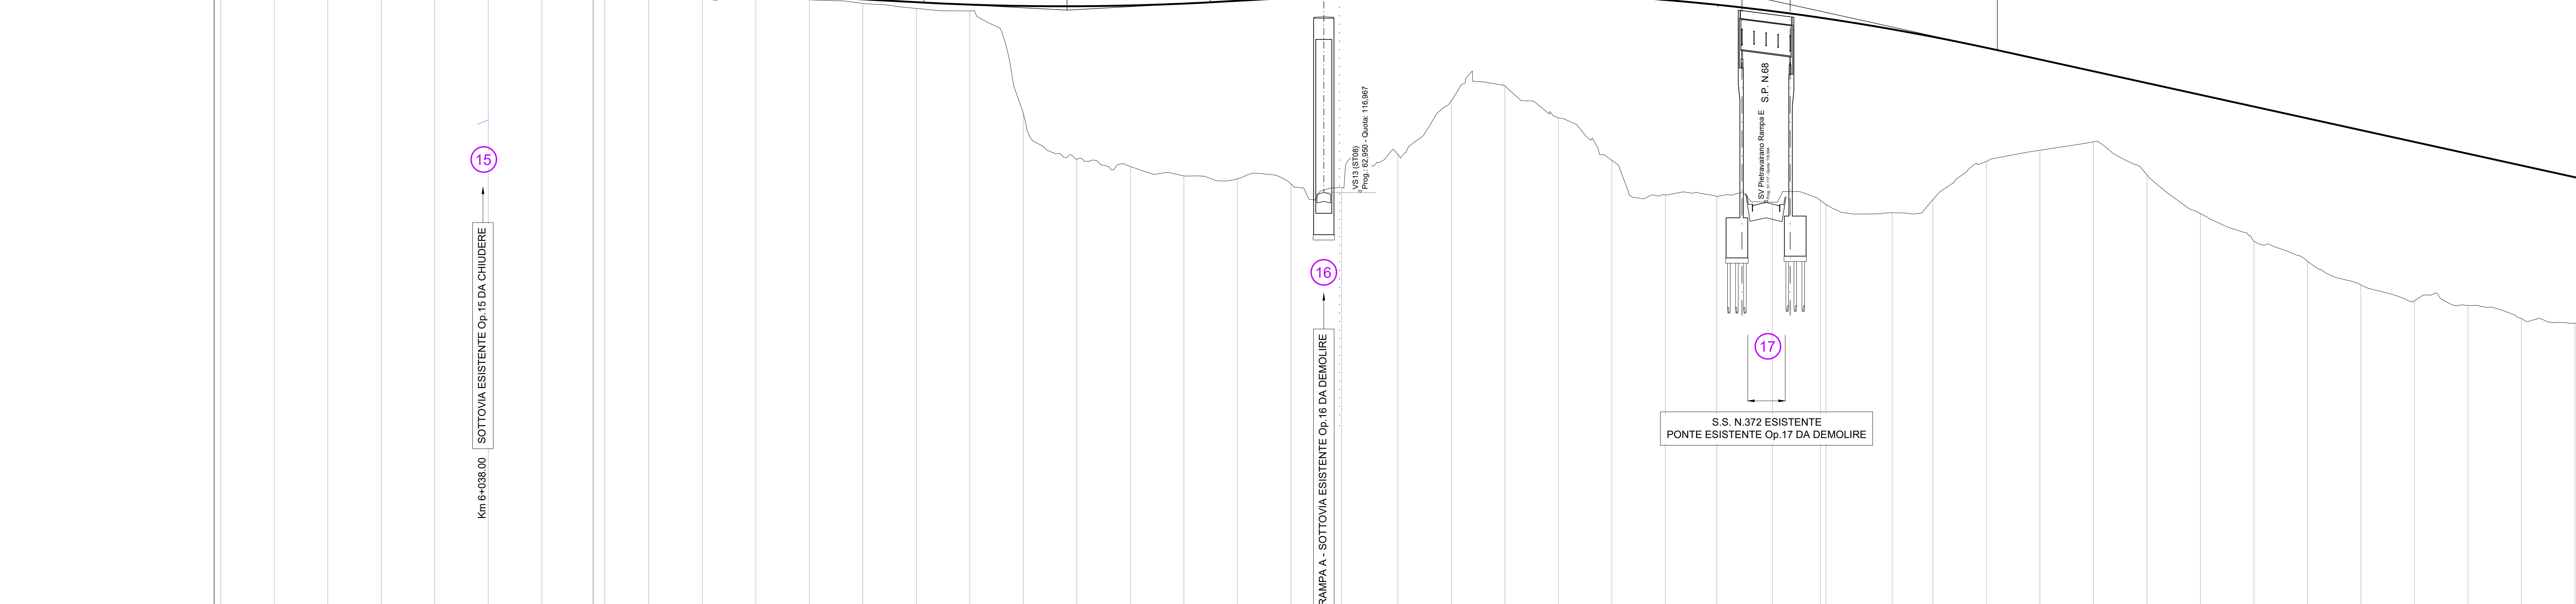 15
SOTTOVIA ESISTENTE Op.15 DA CHIUDERE
Km 6+038.00
VS13 (ST08)
Prog.: 62,950 - Quota: 116,967
16
RAMPA A - SOTTOVIA ESISTENTE Op.16 DA DEMOLIRE
S.P. N.68
SV Pietravairano Rampa E
17
S.S. N.372 ESISTENTE
PONTE ESISTENTE Op.17 DA DEMOLIRE